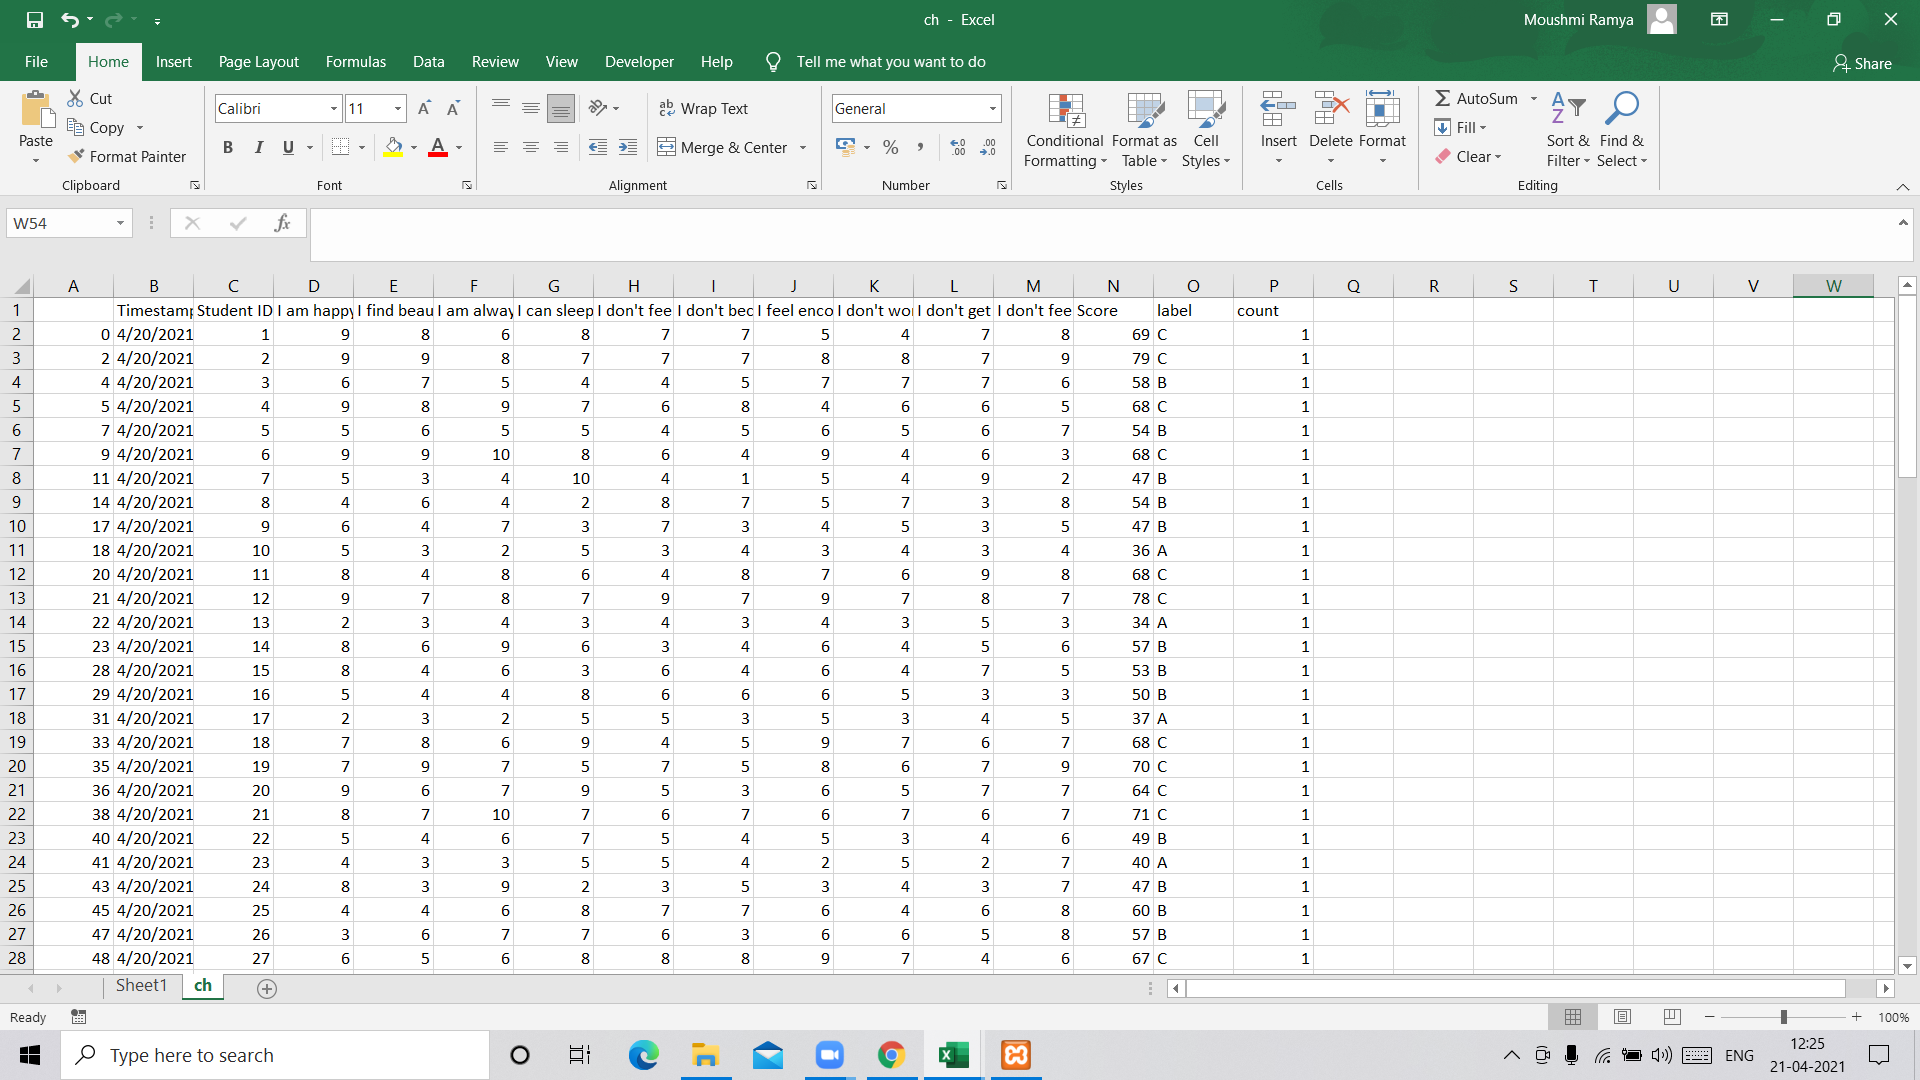 ch - Excel
Moushmi Ramya
File Home Insert Page Layout Formulas Data Review View Developer Help Tell me what you want to do Share
Paste Cut Copy Format Painter Clipboard
Calibri 11 B I U Font
Wrap Text Merge & Center Alignment
General % , Number
Conditional Formatting Format as Table Cell Styles Styles
Insert Delete Format Cells
AutoSum Fill Clear Sort & Filter Find & Select Editing
W54 fx
A B C D E F G H I J K L M N O P Q R S T U V W
1 Timestamp Student ID I am happy I find beau I am alway I can sleep I don't fee I don't bec I feel enco I don't wor I don't get I don't fee Score label count
2 0 4/20/2021 1 9 8 6 8 7 7 5 4 7 8 69 C 1
3 2 4/20/2021 2 9 9 8 7 7 7 8 8 7 9 79 C 1
4 4 4/20/2021 3 6 7 5 4 4 5 7 7 7 6 58 B 1
5 5 4/20/2021 4 9 8 9 7 6 8 4 6 6 5 68 C 1
6 7 4/20/2021 5 5 6 5 5 4 5 6 5 6 7 54 B 1
7 9 4/20/2021 6 9 9 10 8 6 4 9 4 6 3 68 C 1
8 11 4/20/2021 7 5 3 4 10 4 1 5 4 9 2 47 B 1
9 14 4/20/2021 8 4 6 4 2 8 7 5 7 3 8 54 B 1
10 17 4/20/2021 9 6 4 7 3 7 3 4 5 3 5 47 B 1
11 18 4/20/2021 10 5 3 2 5 3 4 3 4 3 4 36 A 1
12 20 4/20/2021 11 8 4 8 6 4 8 7 6 9 8 68 C 1
13 21 4/20/2021 12 9 7 8 7 9 7 9 7 8 7 78 C 1
14 22 4/20/2021 13 2 3 4 3 4 3 4 3 5 3 34 A 1
15 23 4/20/2021 14 8 6 9 6 3 4 6 4 5 6 57 B 1
16 28 4/20/2021 15 8 4 6 3 6 4 6 4 7 5 53 B 1
17 29 4/20/2021 16 5 4 4 8 6 6 6 5 3 3 50 B 1
18 31 4/20/2021 17 2 3 2 5 5 3 5 3 4 5 37 A 1
19 33 4/20/2021 18 7 8 6 9 4 5 9 7 6 7 68 C 1
20 35 4/20/2021 19 7 9 7 5 7 5 8 6 7 9 70 C 1
21 36 4/20/2021 20 9 6 7 9 5 3 6 5 7 7 64 C 1
22 38 4/20/2021 21 8 7 10 7 6 7 6 7 6 7 71 C 1
23 40 4/20/2021 22 5 4 6 7 5 4 5 3 4 6 49 B 1
24 41 4/20/2021 23 4 3 3 5 5 4 2 5 2 7 40 A 1
25 43 4/20/2021 24 8 3 9 2 3 5 3 4 3 7 47 B 1
26 45 4/20/2021 25 4 4 6 8 7 7 6 4 6 8 60 B 1
27 47 4/20/2021 26 3 6 7 7 6 3 6 6 5 8 57 B 1
28 48 4/20/2021 27 6 5 6 8 8 8 9 7 4 6 67 C 1
Sheet1 ch
Ready 100%
Type here to search
ENG
12:25
21-04-2021